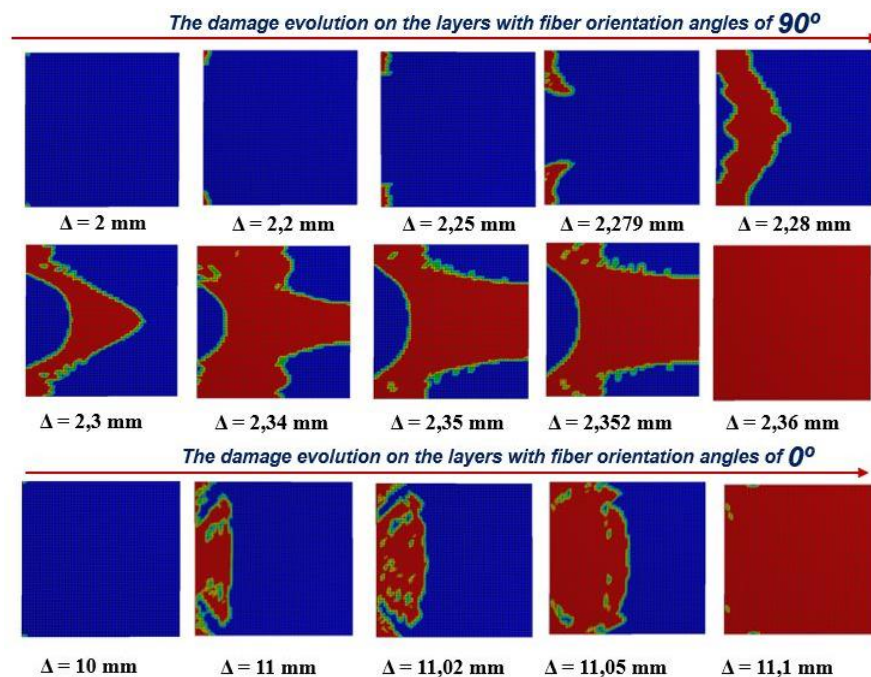 The damage evolution on the layers with fiber orientation angles of 90º
Δ = 2 mm Δ = 2,2 mm Δ = 2,25 mm Δ = 2,279 mm Δ = 2,28 mm
Δ = 2,3 mm Δ = 2,34 mm Δ = 2,35 mm Δ = 2,352 mm Δ = 2,36 mm
The damage evolution on the layers with fiber orientation angles of 0º
Δ = 10 mm Δ = 11 mm Δ = 11,02 mm Δ = 11,05 mm Δ = 11,1 mm